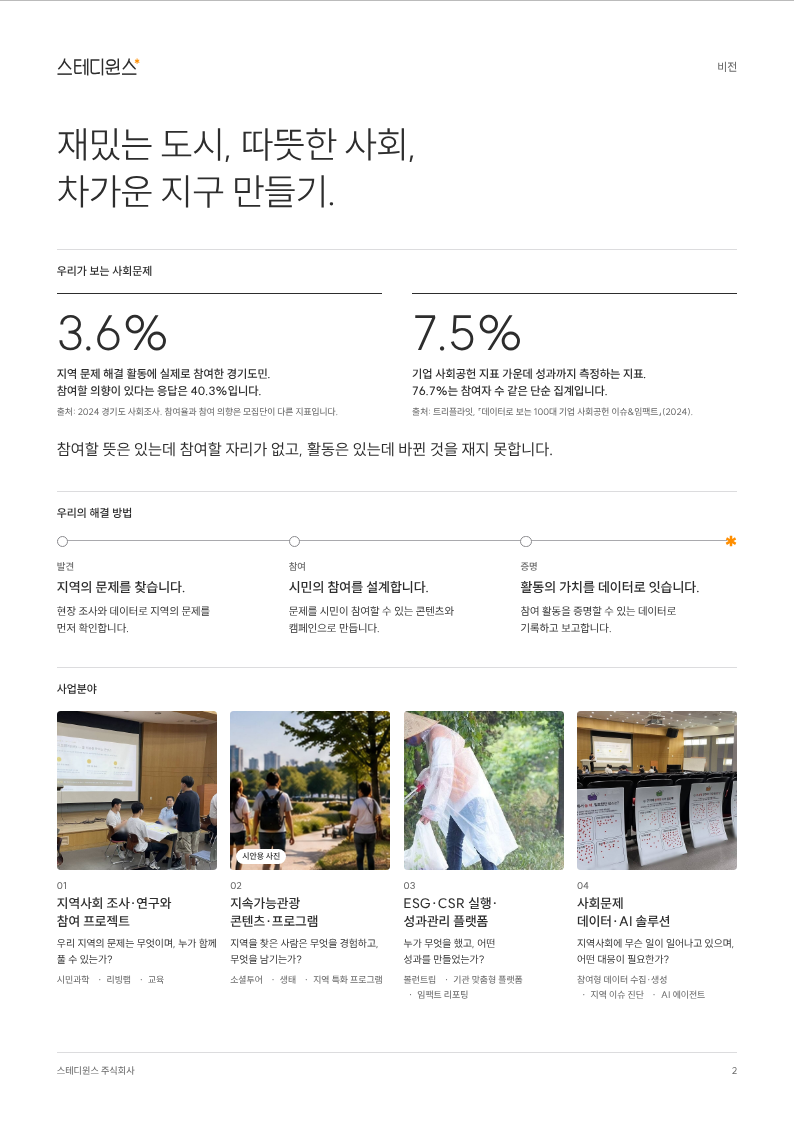 스테디원스*
비전
재밌는 도시, 따뜻한 사회,
차가운 지구 만들기.
우리가 보는 사회문제
3.6%
지역 문제 해결 활동에 실제로 참여한 경기도민.
참여할 의향이 있다는 응답은 40.3%입니다.
출처: 2024 경기도 사회조사. 참여율과 참여 의향은 모집단이 다른 지표입니다.
7.5%
기업 사회공헌 지표 가운데 성과까지 측정하는 지표.
76.7%는 참여자 수 같은 단순 집계입니다.
출처: 트리플라잇, 「데이터로 보는 100대 기업 사회공헌 이슈&임팩트」(2024).
참여할 뜻은 있는데 참여할 자리가 없고, 활동은 있는데 바뀐 것을 재지 못합니다.
우리의 해결 방법
발견
지역의 문제를 찾습니다.
현장 조사와 데이터로 지역의 문제를
먼저 확인합니다.
참여
시민의 참여를 설계합니다.
문제를 시민이 참여할 수 있는 콘텐츠와
캠페인으로 만듭니다.
증명
활동의 가치를 데이터로 잇습니다.
참여 활동을 증명할 수 있는 데이터로
기록하고 보고합니다.
사업분야
시안용 사진
01
지역사회 조사·연구와
참여 프로젝트
우리 지역의 문제는 무엇이며, 누가 함께
풀 수 있는가?
시민과학 · 리빙랩 · 교육
02
지속가능관광
콘텐츠·프로그램
지역을 찾은 사람은 무엇을 경험하고,
무엇을 남기는가?
소셜투어 · 생태 · 지역 특화 프로그램
03
ESG·CSR 실행·
성과관리 플랫폼
누가 무엇을 했고, 어떤
성과를 만들었는가?
볼런트립 · 기관 맞춤형 플랫폼
· 임팩트 리포팅
04
사회문제
데이터·AI 솔루션
지역사회에 무슨 일이 일어나고 있으며,
어떤 대응이 필요한가?
참여형 데이터 수집·생성
· 지역 이슈 진단 · AI 에이전트
스테디원스 주식회사
2